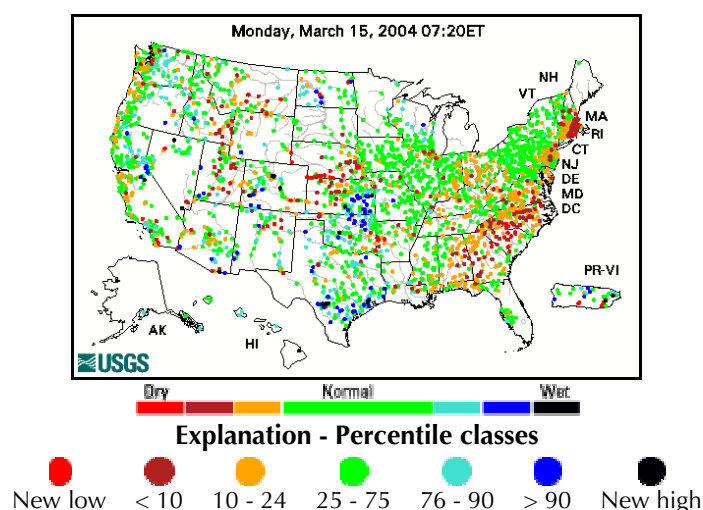 Monday, March 15, 2004 07:20ET
NH
VT
MA
RI
CT
NJ
DE
MD
DC
PR-VI
AK
HI
USGS
Dry Normal Wet
Explanation - Percentile classes
New low < 10 10 - 24 25 - 75 76 - 90 > 90 New high